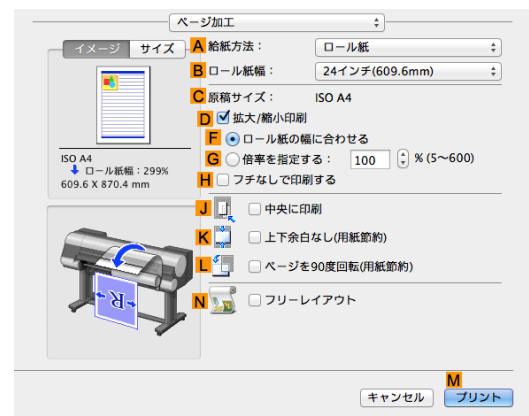 ページ加工
イメージ サイズ
A 給紙方法： ロール紙
B ロール紙幅： 24インチ(609.6mm)
C 原稿サイズ： ISO A4
D 拡大/縮小印刷
F ロール紙の幅に合わせる
G 倍率を指定する： 100 % (5〜600)
H フチなしで印刷する
ISO A4
ロール紙幅：299%
609.6 X 870.4 mm
J 中央に印刷
K 上下余白なし(用紙節約)
L ページを90度回転(用紙節約)
N フリーレイアウト
R
M
キャンセル プリント